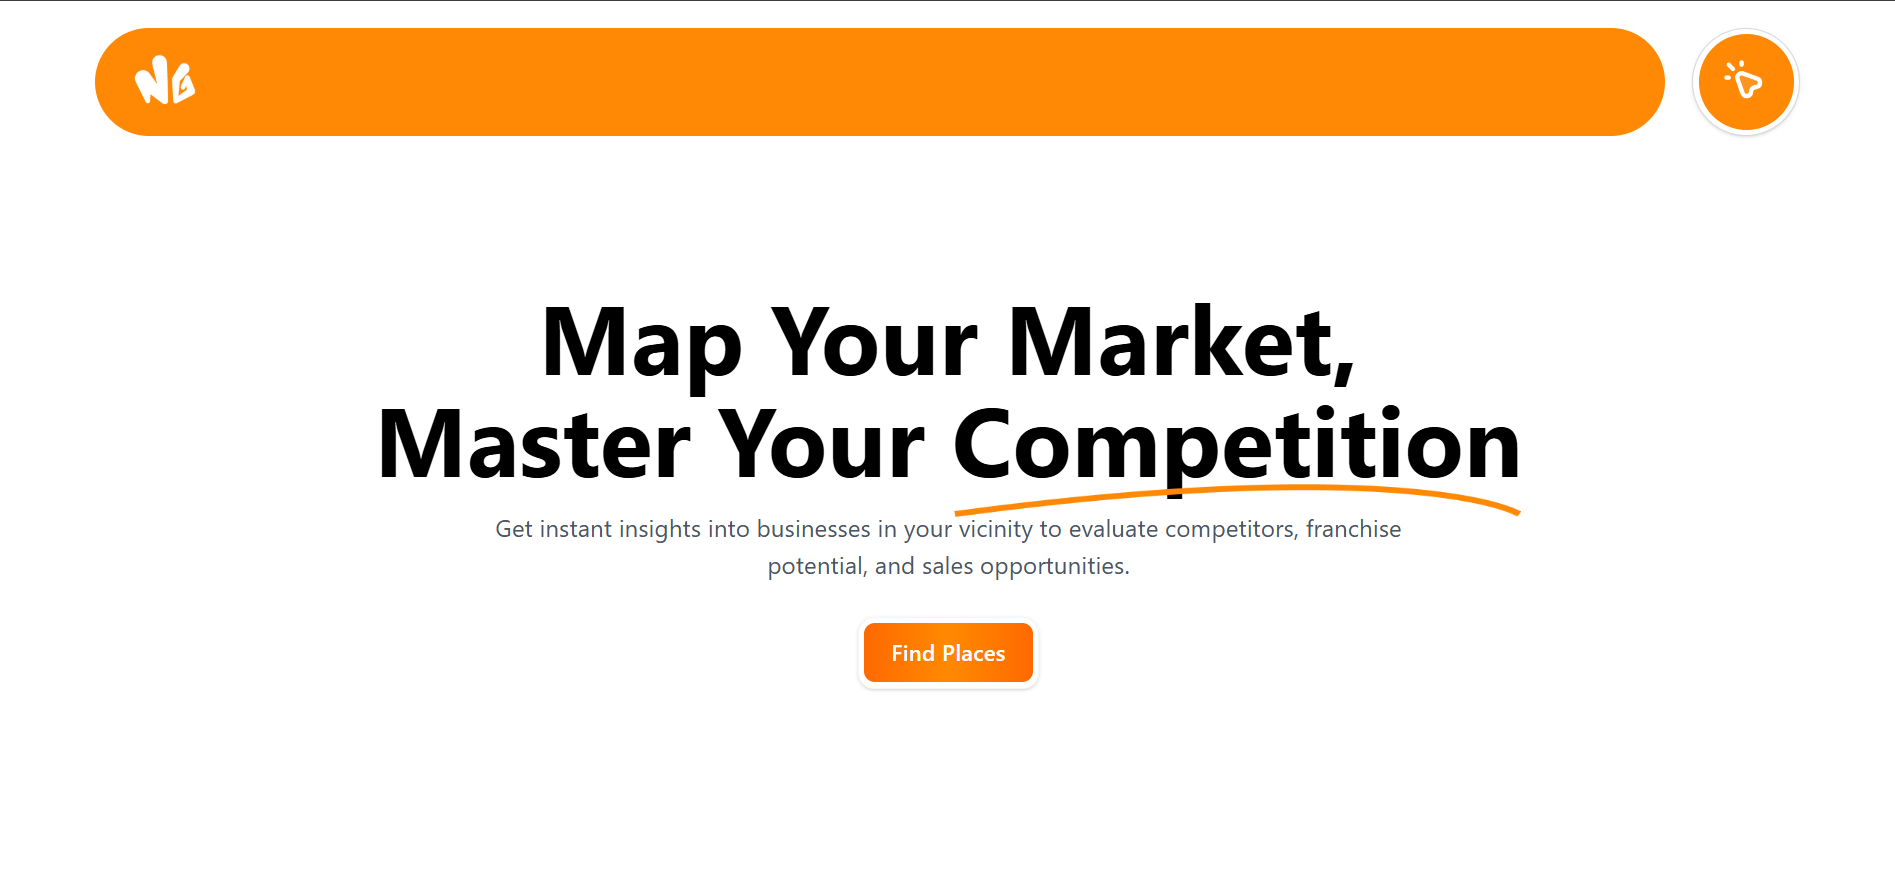 NG
Map Your Market,
Master Your Competition
Get instant insights into businesses in your vicinity to evaluate competitors, franchise
potential, and sales opportunities.
Find Places